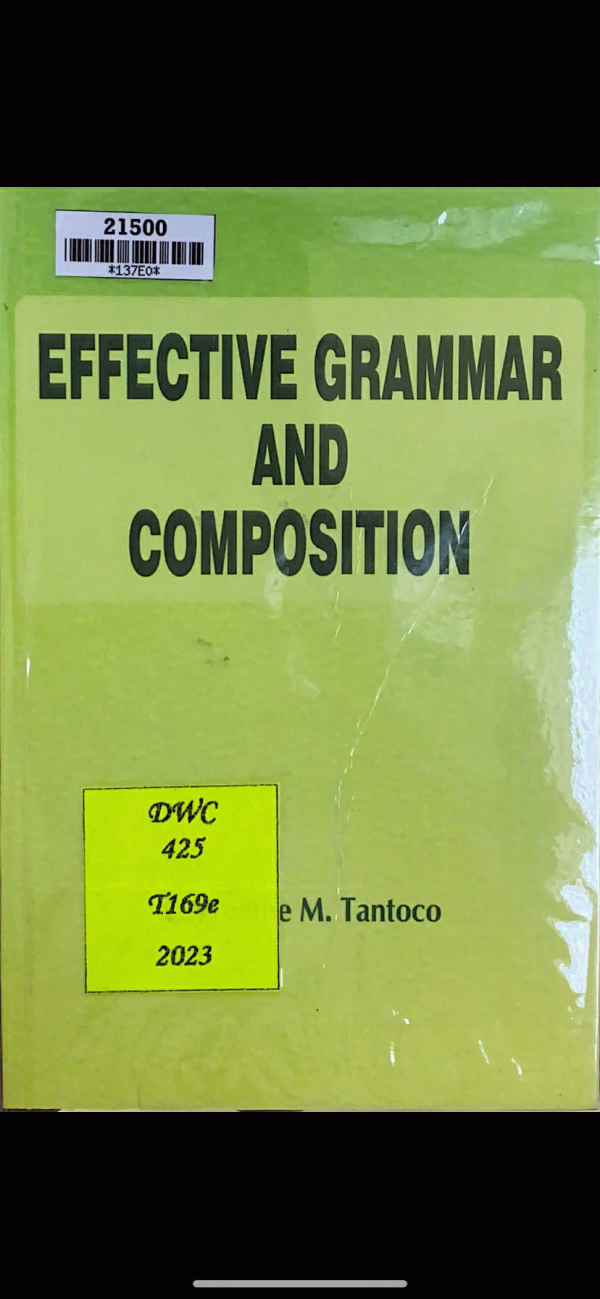 21500
*137E0*
EFFECTIVE GRAMMAR
AND
COMPOSITION
DWC
425
T169e
2023
M. Tantoco